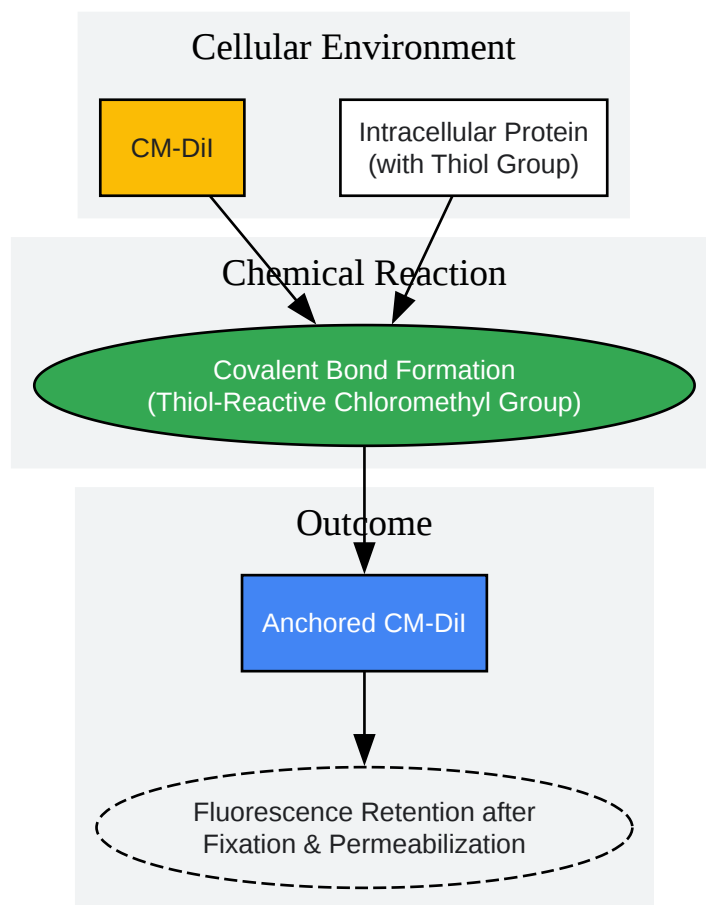 Cellular Environment
CM-DiI
Intracellular Protein
(with Thiol Group)
Chemical Reaction
Covalent Bond Formation
(Thiol-Reactive Chloromethyl Group)
Outcome
Anchored CM-DiI
Fluorescence Retention after
Fixation & Permeabilization